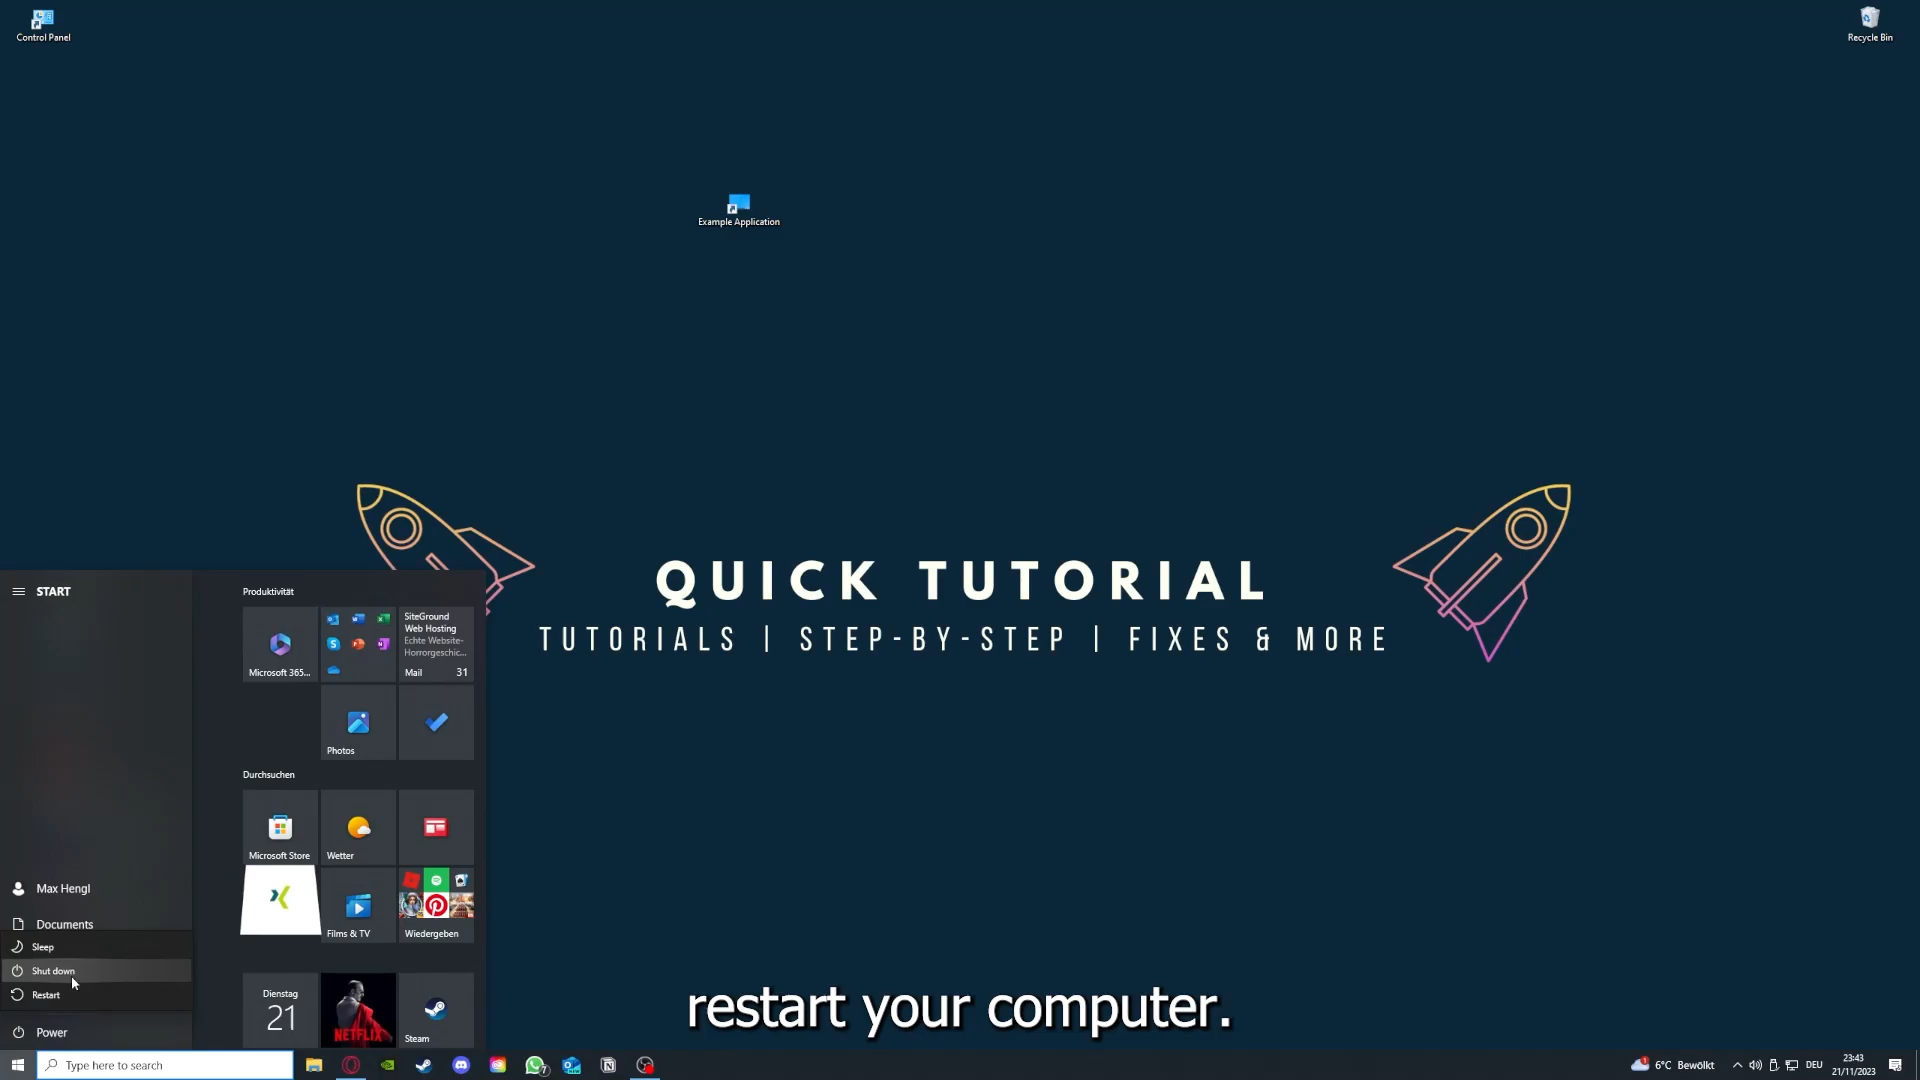 Control Panel
Recycle Bin
Example Application
QUICK TUTORIAL
TUTORIALS | STEP-BY-STEP | FIXES & MORE
START
Produktivität
Microsoft 365...
SiteGround
Web Hosting
Echte Website-
Horrorgeschic...
Mail 31
Photos
Durchsuchen
Microsoft Store
Wetter
Films & TV
Wiedergeben
Max Hengl
Documents
Sleep
Shut down
Restart
Power
Dienstag
21
NETFLIX
Steam
restart your computer.
Type here to search
7
1
6°C Bewölkt
DEU
23:43
21/11/2023